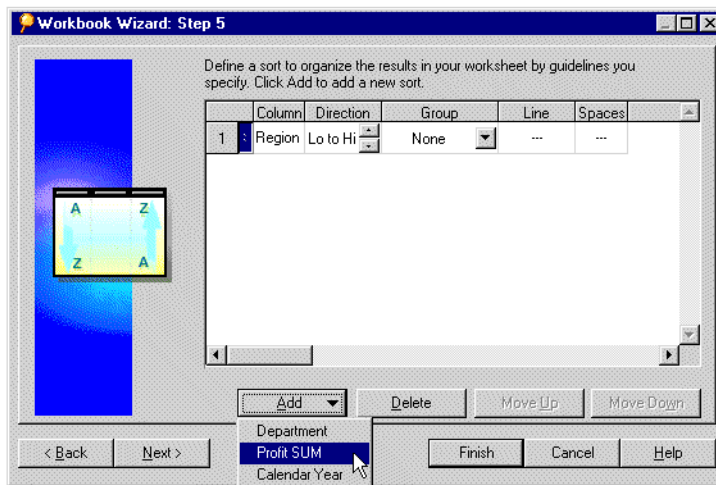 Workbook Wizard: Step 5
Define a sort to organize the results in your worksheet by guidelines you
specify. Click Add to add a new sort.
Column Direction Group Line Spaces
1 : Region Lo to Hi None --- ---
A Z
Z A
Add Delete Move Up Move Down
Department
Profit SUM
Calendar Year
< Back Next > Finish Cancel Help